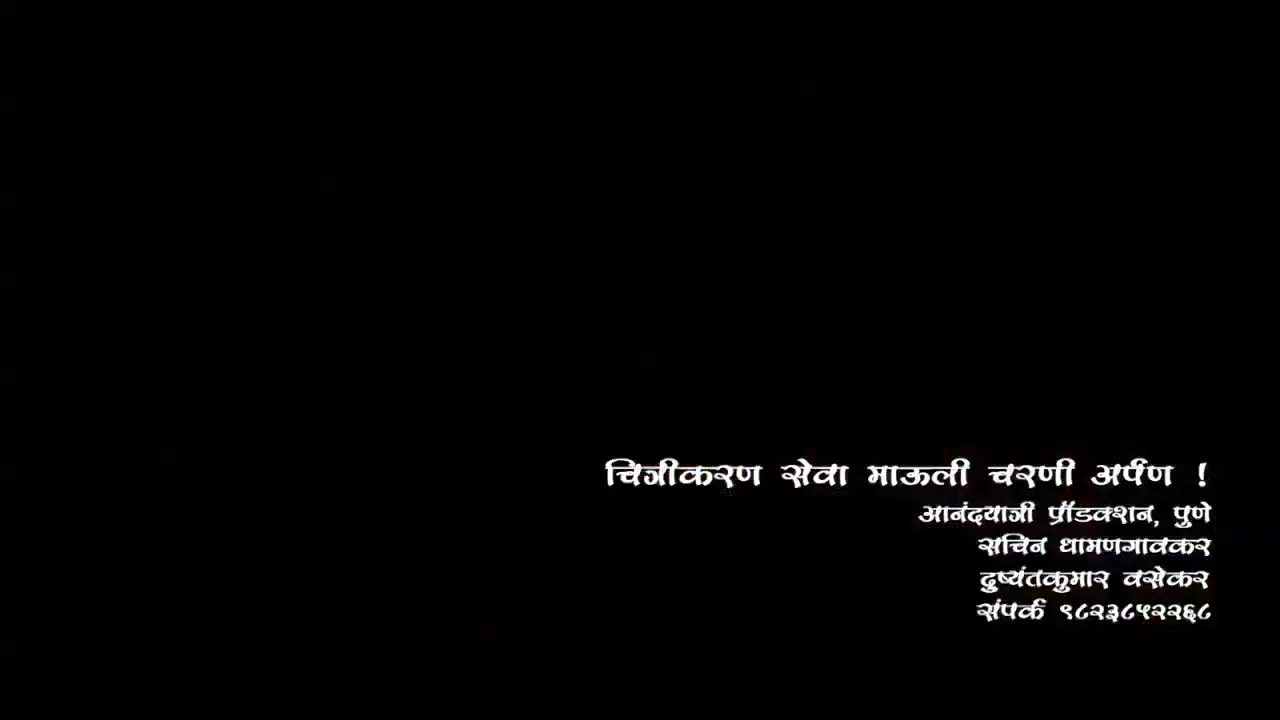 चित्रीकरण सेवा माऊली चरणी अर्पण !
आनंदयात्री प्रॉडक्शन, पुणे
सचिन धामणगावकर
दुष्यंतकुमार वसेकर
संपर्क ९८२३८५२२६८